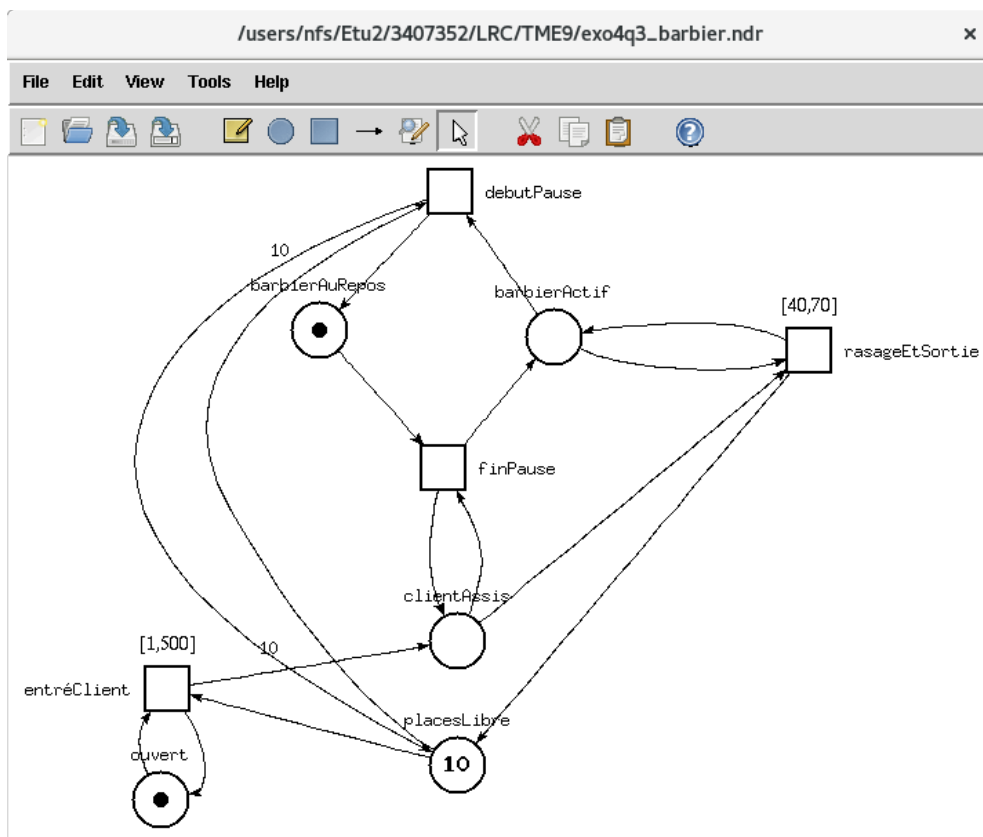 /users/nfs/Etu2/3407352/LRC/TME9/exo4q3_barbier.ndr
File Edit View Tools Help
debutPause
10
barbierAuRepos
barbierActif
[40,70]
rasageEtSortie
finPause
clientAssis
[1,500]
10
entréClient
placesLibre
ouvert
10